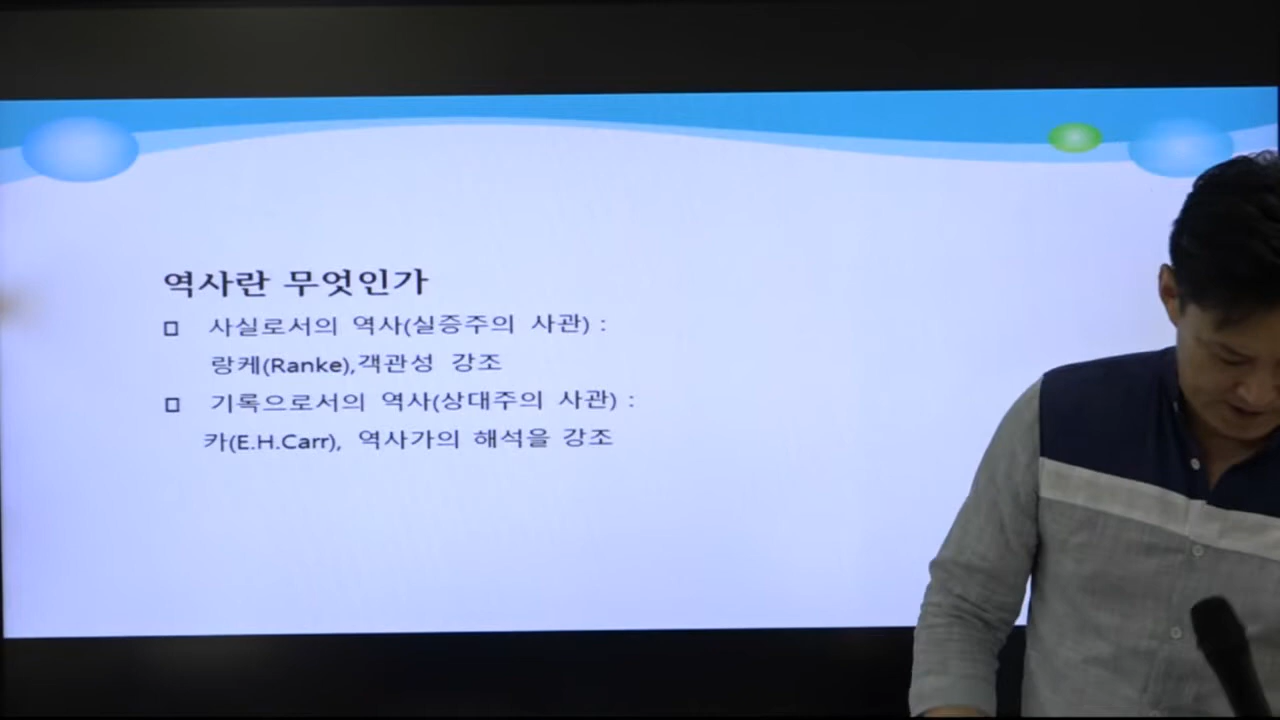 역사란 무엇인가
□ 사실로서의 역사(실증주의 사관) :
랑케(Ranke),객관성 강조
□ 기록으로서의 역사(상대주의 사관) :
카(E.H.Carr), 역사가의 해석을 강조